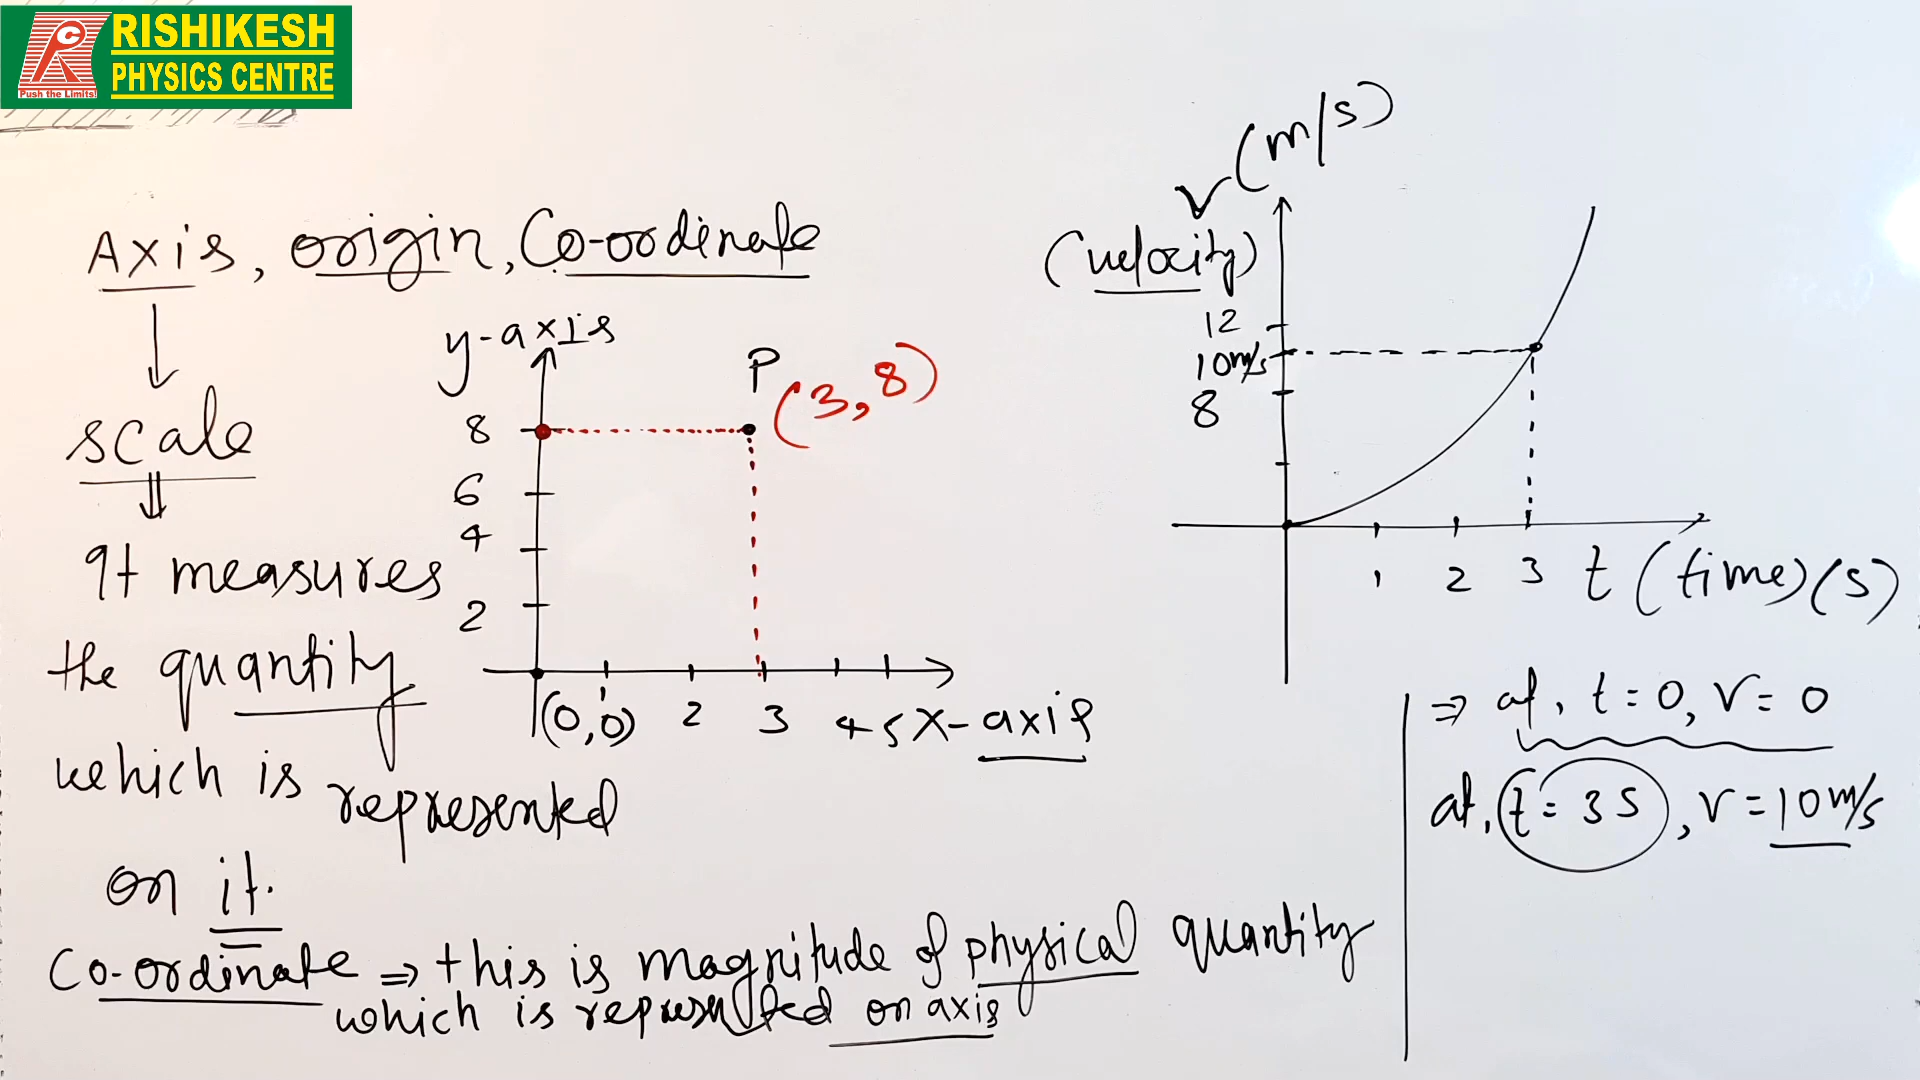 RISHIKESH
PHYSICS CENTRE
Push the Limits!
Axis, origin, Co-ordinate
scale
It measures
the quantity
which is represented
on it.
y-axis
P (3,8)
8
6
4
2
(0,0) 1 2 3 4 5 X-axis
V (m/s)
(velocity)
12
10m/s
8
1 2 3 t (time) (s)
⇒ at, t = 0, V = 0
at, t = 3 S, V = 10 m/s
Co-ordinate ⇒ this is magnitude of physical quantity
which is represented on axis